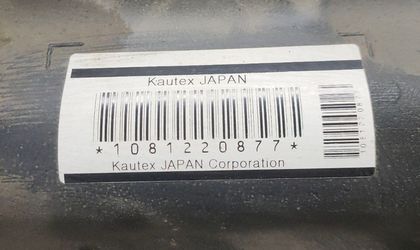 Kautex JAPAN
*1081220877*
Kautex JAPAN Corporation